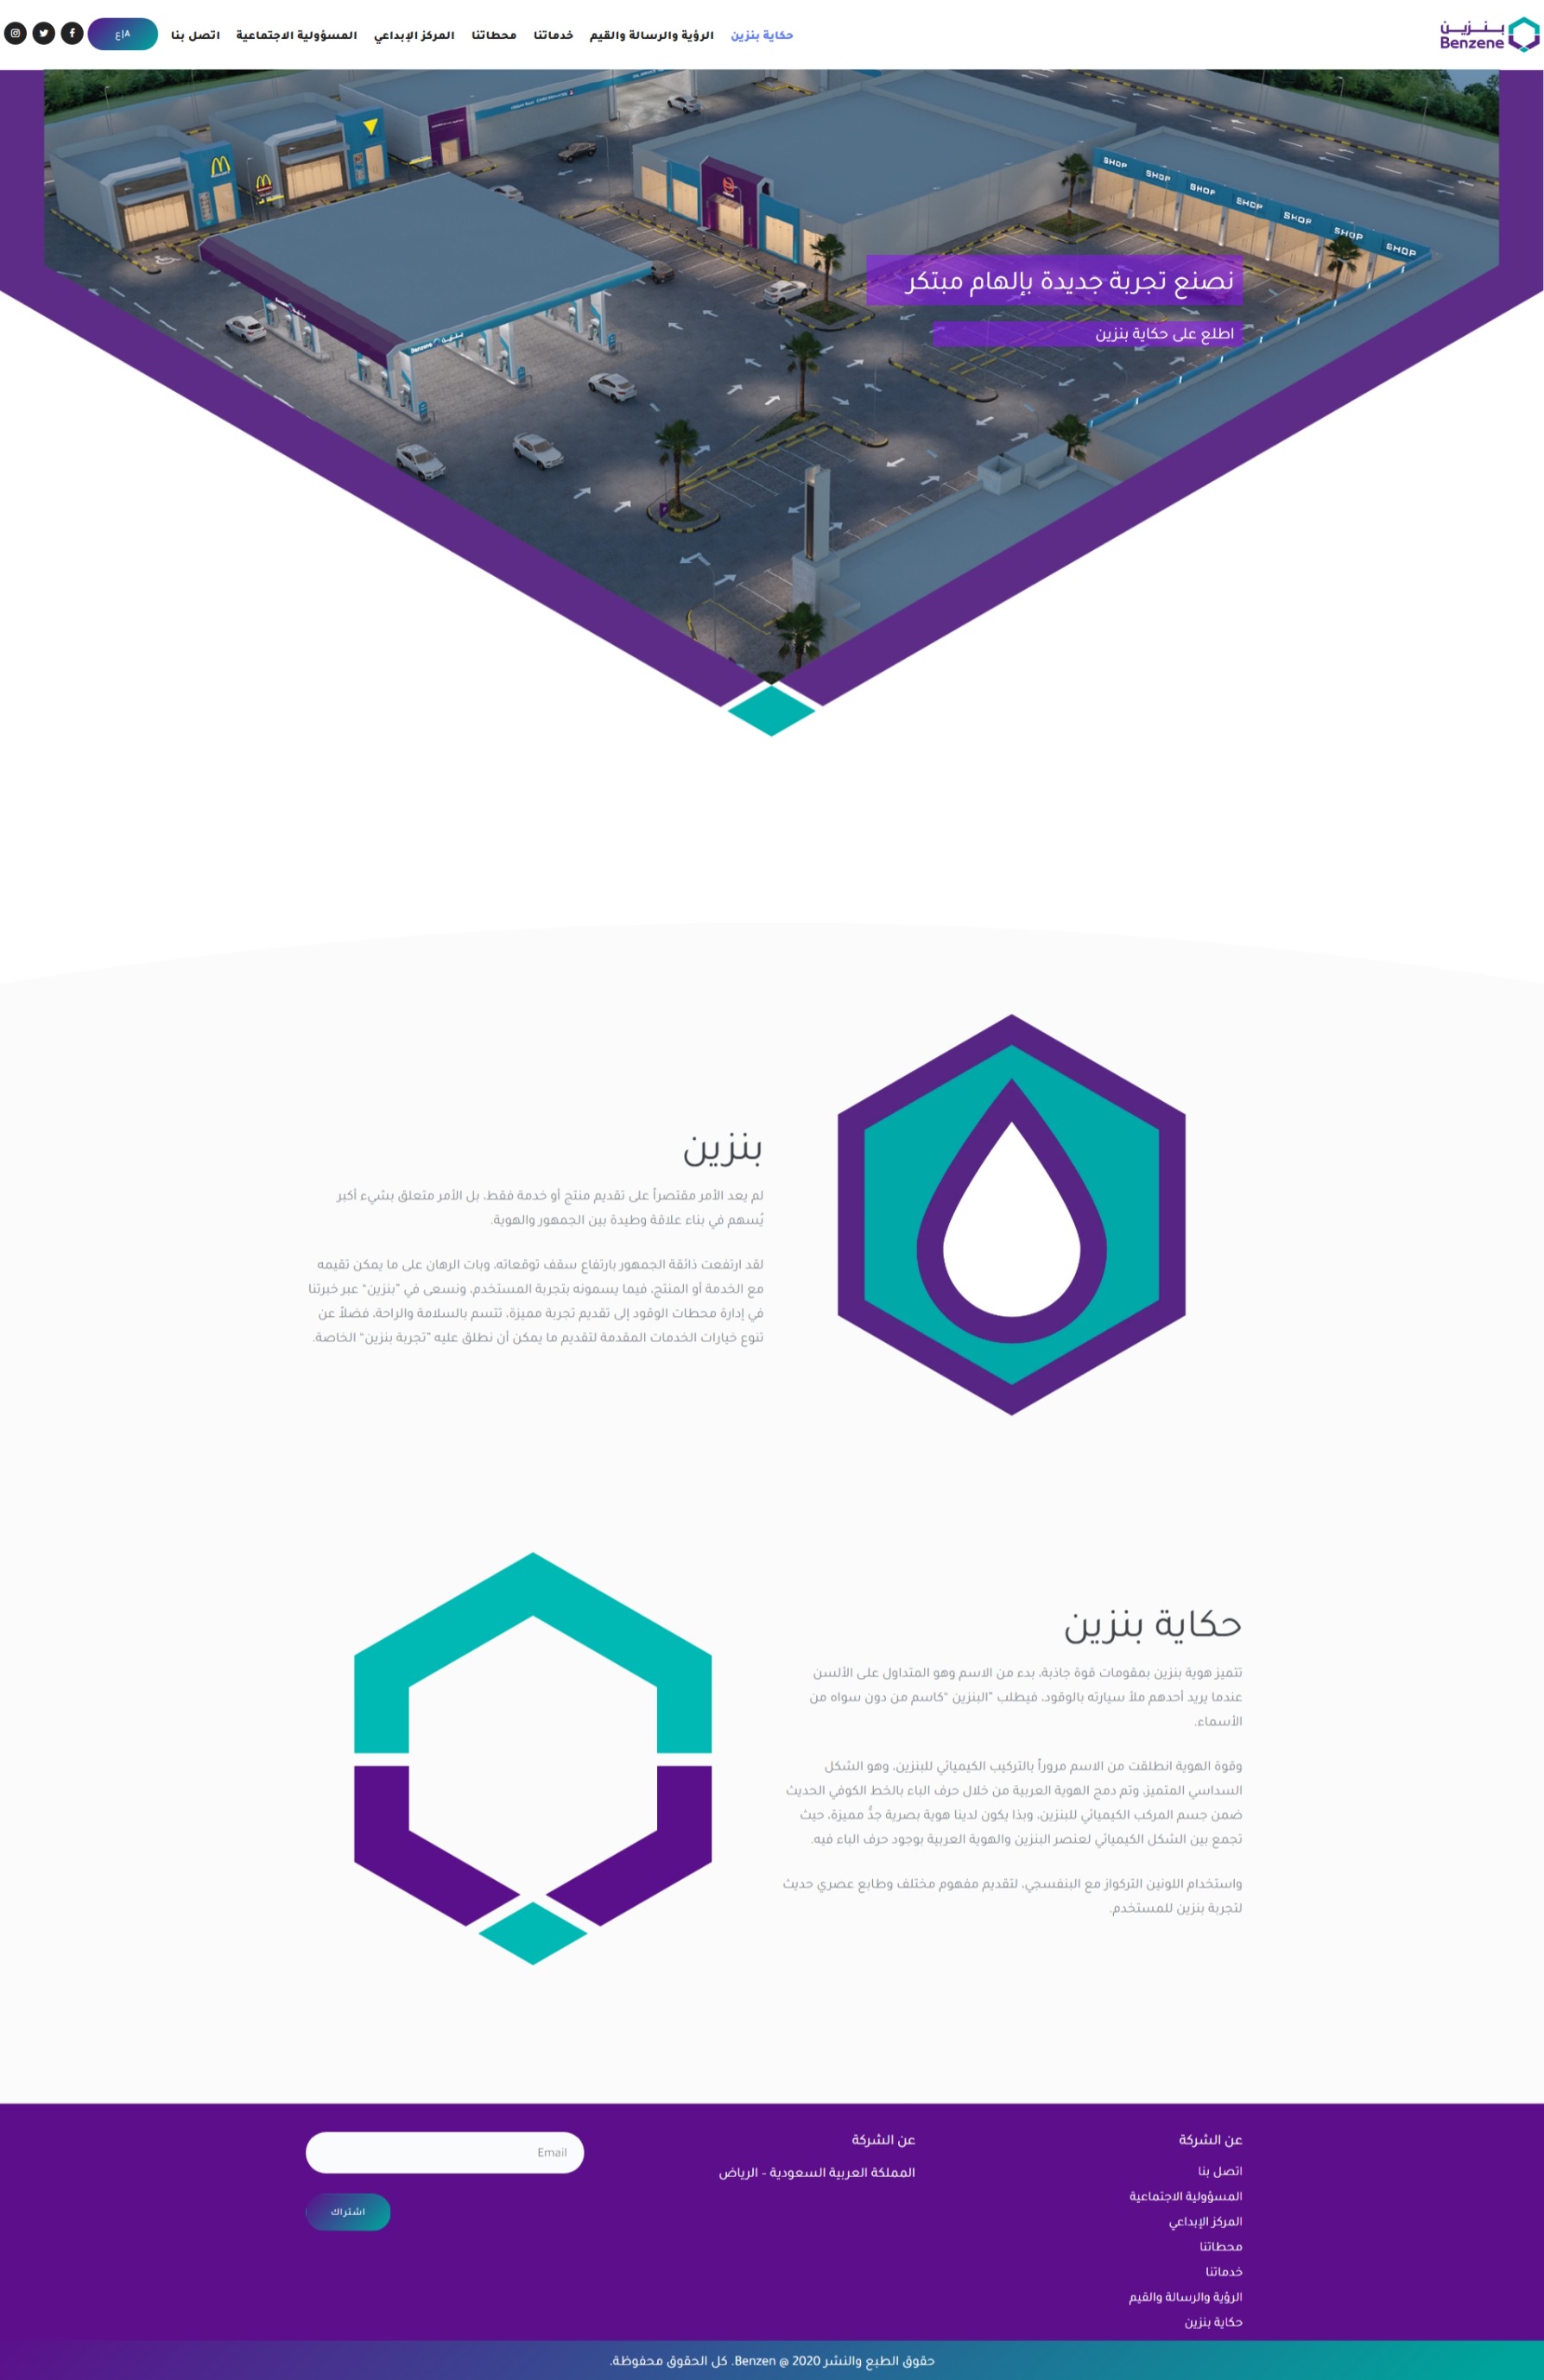 بنزين
Benzene
حكاية بنزين
الرؤية والرسالة والقيم
خدماتنا
محطاتنا
المركز الإبداعي
المسؤولية الاجتماعية
اتصل بنا
ع|A
SHOP
SHOP
SHOP
SHOP
SHOP
SHOP
SHOP
Benzene بنزين
نصنع تجربة جديدة بإلهام مبتكر
اطلع على حكاية بنزين
بنزين
لم يعد الأمر مقتصراً على تقديم منتج أو خدمة فقط، بل الأمر متعلق بشيء أكبر
يُسهم في بناء علاقة وطيدة بين الجمهور والهوية.
لقد ارتفعت ذائقة الجمهور بارتفاع سقف توقعاته، وبات الرهان على ما يمكن تقيمه
مع الخدمة أو المنتج، فيما يسمونه بتجربة المستخدم، ونسعى في "بنزين" عبر خبرتنا
في إدارة محطات الوقود إلى تقديم تجربة مميزة، تتسم بالسلامة والراحة، فضلاً عن
تنوع خيارات الخدمات المقدمة لتقديم ما يمكن أن نطلق عليه "تجربة بنزين" الخاصة.
حكاية بنزين
تتميز هوية بنزين بمقومات قوة جاذبة، بدء من الاسم وهو المتداول على الألسن
عندما يريد أحدهم ملأ سيارته بالوقود، فيطلب "البنزين "كاسم من دون سواه من
الأسماء.
وقوة الهوية انطلقت من الاسم مروراً بالتركيب الكيميائي للبنزين، وهو الشكل
السداسي المتميز، وتم دمج الهوية العربية من خلال حرف الباء بالخط الكوفي الحديث
ضمن جسم المركب الكيميائي للبنزين، وبذا يكون لدينا هوية بصرية جدُّ مميزة، حيث
تجمع بين الشكل الكيميائي لعنصر البنزين والهوية العربية بوجود حرف الباء فيه.
واستخدام اللونين التركواز مع البنفسجي، لتقديم مفهوم مختلف وطابع عصري حديث
لتجربة بنزين للمستخدم.
عن الشركة
اتصل بنا
المسؤولية الاجتماعية
المركز الإبداعي
محطاتنا
خدماتنا
الرؤية والرسالة والقيم
حكاية بنزين
عن الشركة
المملكة العربية السعودية - الرياض
Email
اشتراك
حقوق الطبع والنشر 2020 @ Benzen. كل الحقوق محفوظة.